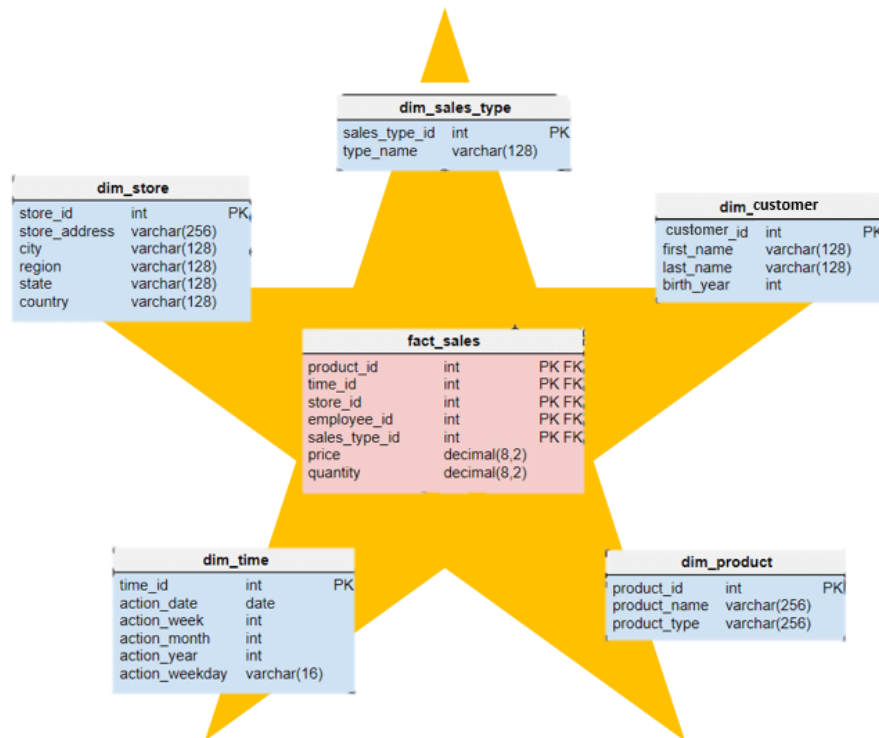 dim_sales_type
sales_type_id int PK
type_name varchar(128)
dim_store
store_id int PK
store_address varchar(256)
city varchar(128)
region varchar(128)
state varchar(128)
country varchar(128)
dim_customer
customer_id int PK
first_name varchar(128)
last_name varchar(128)
birth_year int
fact_sales
product_id int PK FK
time_id int PK FK
store_id int PK FK
employee_id int PK FK
sales_type_id int PK FK
price decimal(8,2)
quantity decimal(8,2)
dim_time
time_id int PK
action_date date
action_week int
action_month int
action_year int
action_weekday varchar(16)
dim_product
product_id int PK
product_name varchar(256)
product_type varchar(256)